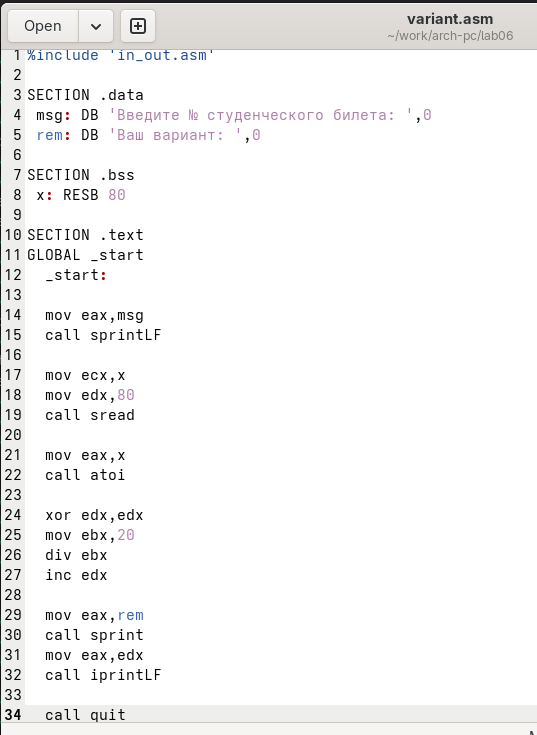 Open
variant.asm
~/work/arch-pc/lab06
1 %include 'in_out.asm'
2
3 SECTION .data
4 msg: DB 'Введите № студенческого билета: ',0
5 rem: DB 'Ваш вариант: ',0
6
7 SECTION .bss
8 x: RESB 80
9
10 SECTION .text
11 GLOBAL _start
12 _start:
13
14 mov eax,msg
15 call sprintLF
16
17 mov ecx,x
18 mov edx,80
19 call sread
20
21 mov eax,x
22 call atoi
23
24 xor edx,edx
25 mov ebx,20
26 div ebx
27 inc edx
28
29 mov eax,rem
30 call sprint
31 mov eax,edx
32 call iprintLF
33
34 call quit